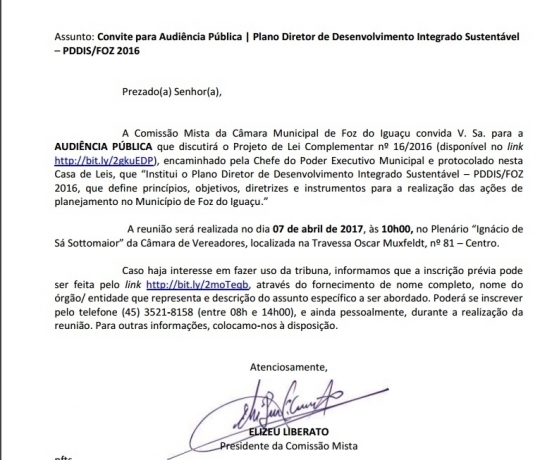 Assunto: Convite para Audiência Pública | Plano Diretor de Desenvolvimento Integrado Sustentável
– PDDIS/FOZ 2016
Prezado(a) Senhor(a),
A Comissão Mista da Câmara Municipal de Foz do Iguaçu convida V. Sa. para a
AUDIÊNCIA PÚBLICA que discutirá o Projeto de Lei Complementar nº 16/2016 (disponível no link
http://bit.ly/2gkuEDP), encaminhado pela Chefe do Poder Executivo Municipal e protocolado nesta
Casa de Leis, que “Institui o Plano Diretor de Desenvolvimento Integrado Sustentável – PDDIS/FOZ
2016, que define princípios, objetivos, diretrizes e instrumentos para a realização das ações de
planejamento no Município de Foz do Iguaçu.”
A reunião será realizada no dia 07 de abril de 2017, às 10h00, no Plenário “Ignácio de
Sá Sottomaior” da Câmara de Vereadores, localizada na Travessa Oscar Muxfeldt, nº 81 – Centro.
Caso haja interesse em fazer uso da tribuna, informamos que a inscrição prévia pode
ser feita pelo link http://bit.ly/2moTeqb, através do fornecimento de nome completo, nome do
órgão/ entidade que representa e descrição do assunto específico a ser abordado. Poderá se inscrever
pelo telefone (45) 3521-8158 (entre 08h e 14h00), e ainda pessoalmente, durante a realização da
reunião. Para outras informações, colocamo-nos à disposição.
Atenciosamente,
ELIZEU LIBERATO
Presidente da Comissão Mista